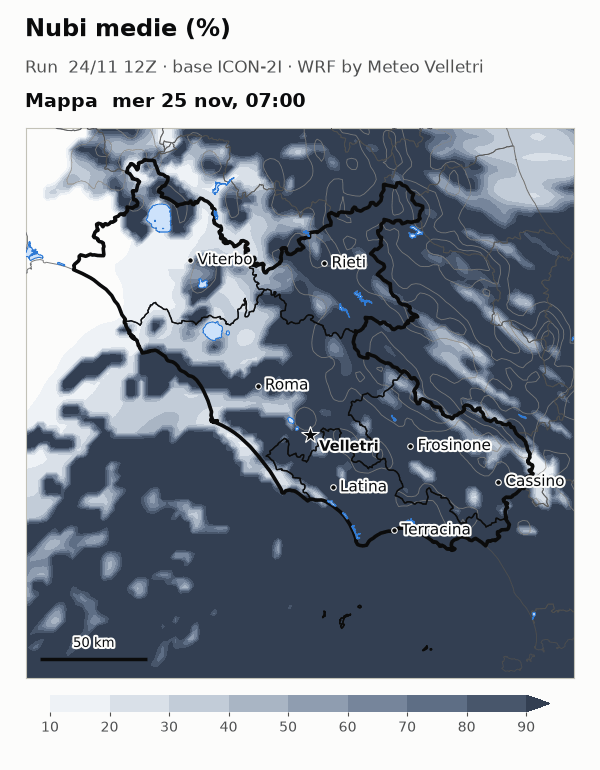 Nubi medie (%)
Run  24/11 12Z · base ICON-2I · WRF by Meteo Velletri
Mappa  mer 25 nov, 07:00
Viterbo
Rieti
Roma
Velletri
Frosinone
Cassino
Latina
Terracina
50 km
10 20 30 40 50 60 70 80 90